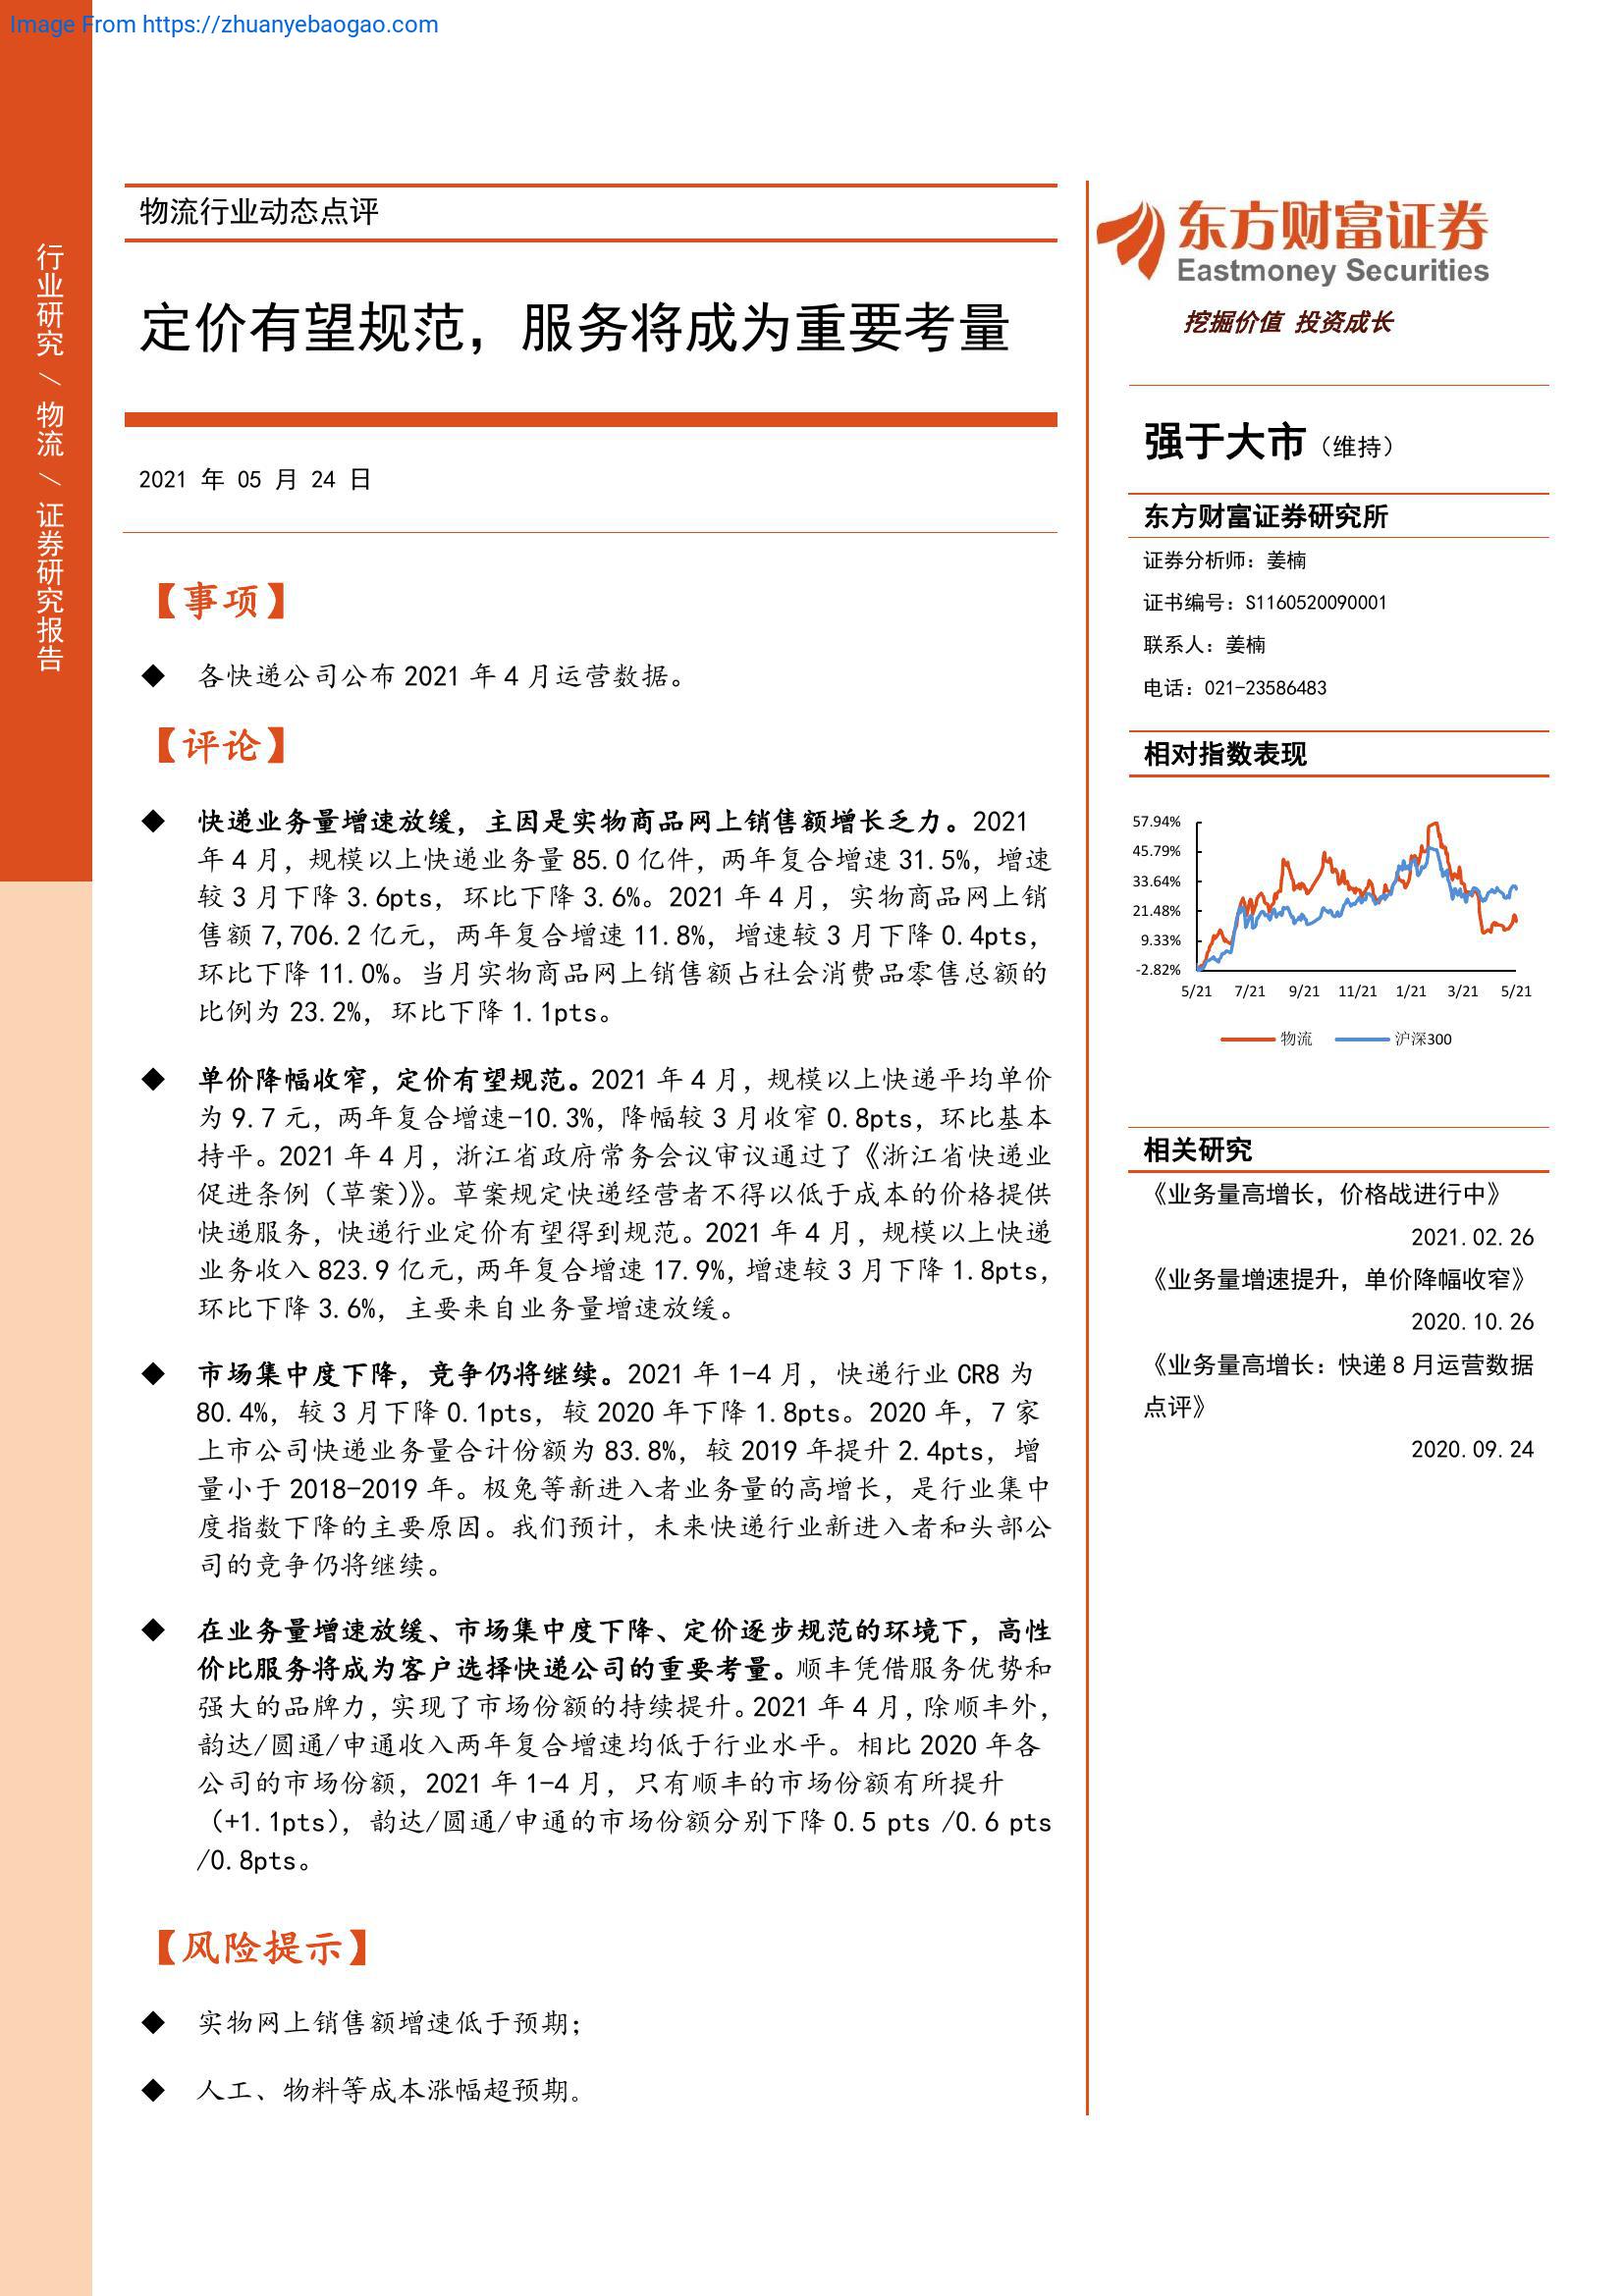 Image From https://zhuanyebaogao.com
行业研究／物流／证券研究报告
物流行业动态点评
定价有望规范，服务将成为重要考量
2021 年 05 月 24 日
【事项】
◆ 各快递公司公布 2021 年 4 月运营数据。
【评论】
◆ 快递业务量增速放缓，主因是实物商品网上销售额增长乏力。2021
年 4 月，规模以上快递业务量 85.0 亿件，两年复合增速 31.5%，增速
较 3 月下降 3.6pts，环比下降 3.6%。2021 年 4 月，实物商品网上销
售额 7,706.2 亿元，两年复合增速 11.8%，增速较 3 月下降 0.4pts，
环比下降 11.0%。当月实物商品网上销售额占社会消费品零售总额的
比例为 23.2%，环比下降 1.1pts。
◆ 单价降幅收窄，定价有望规范。2021 年 4 月，规模以上快递平均单价
为 9.7 元，两年复合增速-10.3%，降幅较 3 月收窄 0.8pts，环比基本
持平。2021 年 4 月，浙江省政府常务会议审议通过了《浙江省快递业
促进条例（草案）》。草案规定快递经营者不得以低于成本的价格提供
快递服务，快递行业定价有望得到规范。2021 年 4 月，规模以上快递
业务收入 823.9 亿元，两年复合增速 17.9%，增速较 3 月下降 1.8pts，
环比下降 3.6%，主要来自业务量增速放缓。
◆ 市场集中度下降，竞争仍将继续。2021 年 1-4 月，快递行业 CR8 为
80.4%，较 3 月下降 0.1pts，较 2020 年下降 1.8pts。2020 年，7 家
上市公司快递业务量合计份额为 83.8%，较 2019 年提升 2.4pts，增
量小于 2018-2019 年。极兔等新进入者业务量的高增长，是行业集中
度指数下降的主要原因。我们预计，未来快递行业新进入者和头部公
司的竞争仍将继续。
◆ 在业务量增速放缓、市场集中度下降、定价逐步规范的环境下，高性
价比服务将成为客户选择快递公司的重要考量。顺丰凭借服务优势和
强大的品牌力，实现了市场份额的持续提升。2021 年 4 月，除顺丰外，
韵达/圆通/申通收入两年复合增速均低于行业水平。相比 2020 年各
公司的市场份额，2021 年 1-4 月，只有顺丰的市场份额有所提升
（+1.1pts），韵达/圆通/申通的市场份额分别下降 0.5 pts /0.6 pts
/0.8pts。
【风险提示】
◆ 实物网上销售额增速低于预期；
◆ 人工、物料等成本涨幅超预期。
东方财富证券
Eastmoney Securities
挖掘价值 投资成长
强于大市（维持）
东方财富证券研究所
证券分析师：姜楠
证书编号：S1160520090001
联系人：姜楠
电话：021-23586483
相对指数表现
57.94%
45.79%
33.64%
21.48%
9.33%
-2.82%
5/21 7/21 9/21 11/21 1/21 3/21 5/21
物流 沪深300
相关研究
《业务量高增长，价格战进行中》
2021.02.26
《业务量增速提升，单价降幅收窄》
2020.10.26
《业务量高增长：快递 8 月运营数据
点评》
2020.09.24